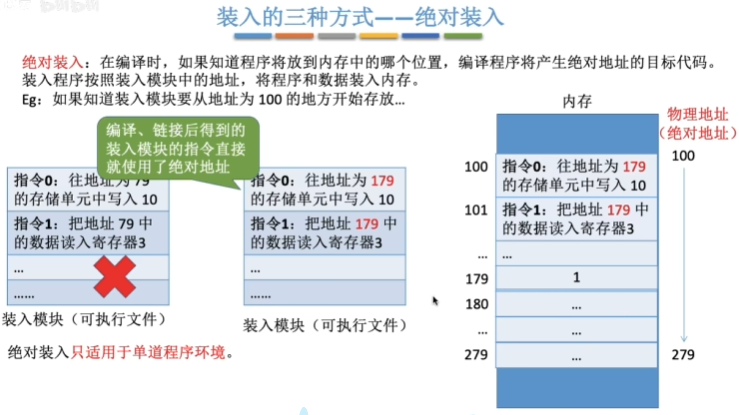 装入的三种方式——绝对装入
绝对装入：在编译时，如果知道程序将放到内存中的哪个位置，编译程序将产生绝对地址的目标代码。
装入程序按照装入模块中的地址，将程序和数据装入内存。
Eg：如果知道装入模块要从地址为 100 的地方开始存放...
编译、链接后得到的
装入模块的指令直接
就使用了绝对地址
指令0：往地址为 79
的存储单元中写入 10
指令1：把地址 79 中
的数据读入寄存器3
...
......
装入模块（可执行文件）
指令0：往地址为 179
的存储单元中写入 10
指令1：把地址 179 中
的数据读入寄存器3
...
......
装入模块（可执行文件）
内存
物理地址
（绝对地址）
100
指令0：往地址为 179
的存储单元中写入 10
100
101
指令1：把地址 179 中
的数据读入寄存器3
...
...
179
1
180
...
...
...
279
...
279
绝对装入只适用于单道程序环境。